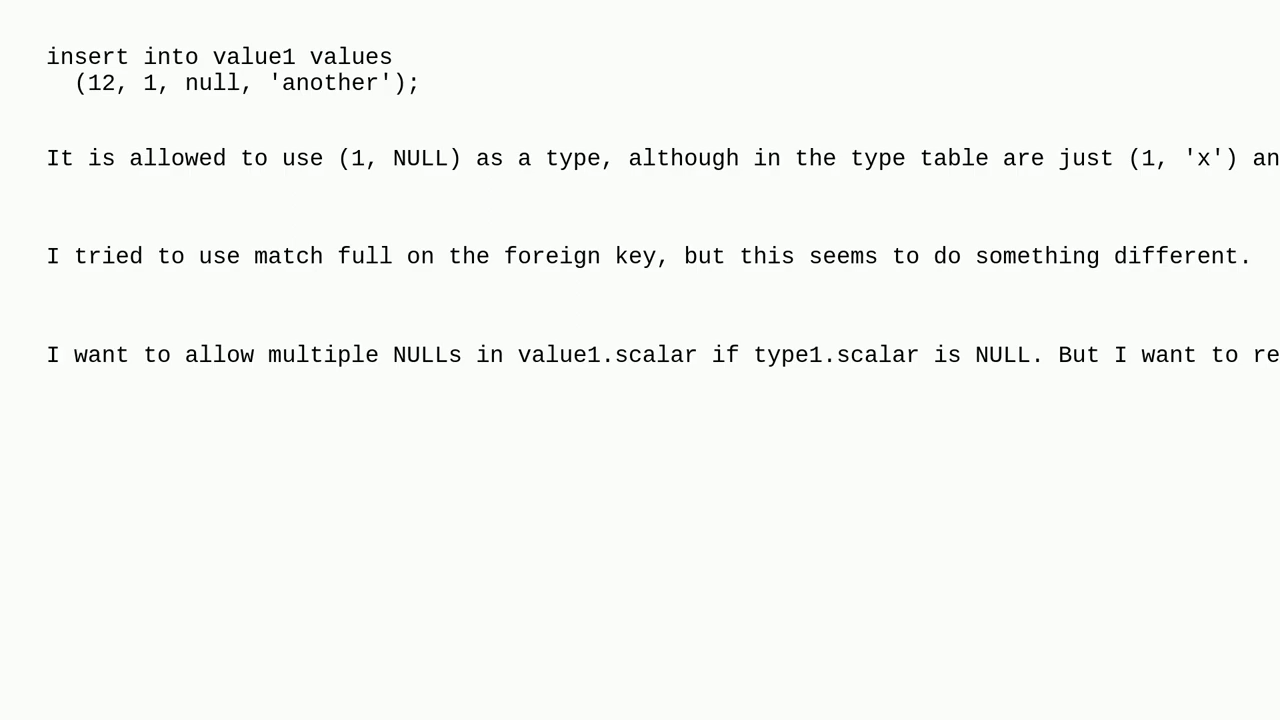 insert into value1 values
(12, 1, null, 'another');
It is allowed to use (1, NULL) as a type, although in the type table are just (1, 'x') an
I tried to use match full on the foreign key, but this seems to do something different.
I want to allow multiple NULLs in value1.scalar if type1.scalar is NULL. But I want to re